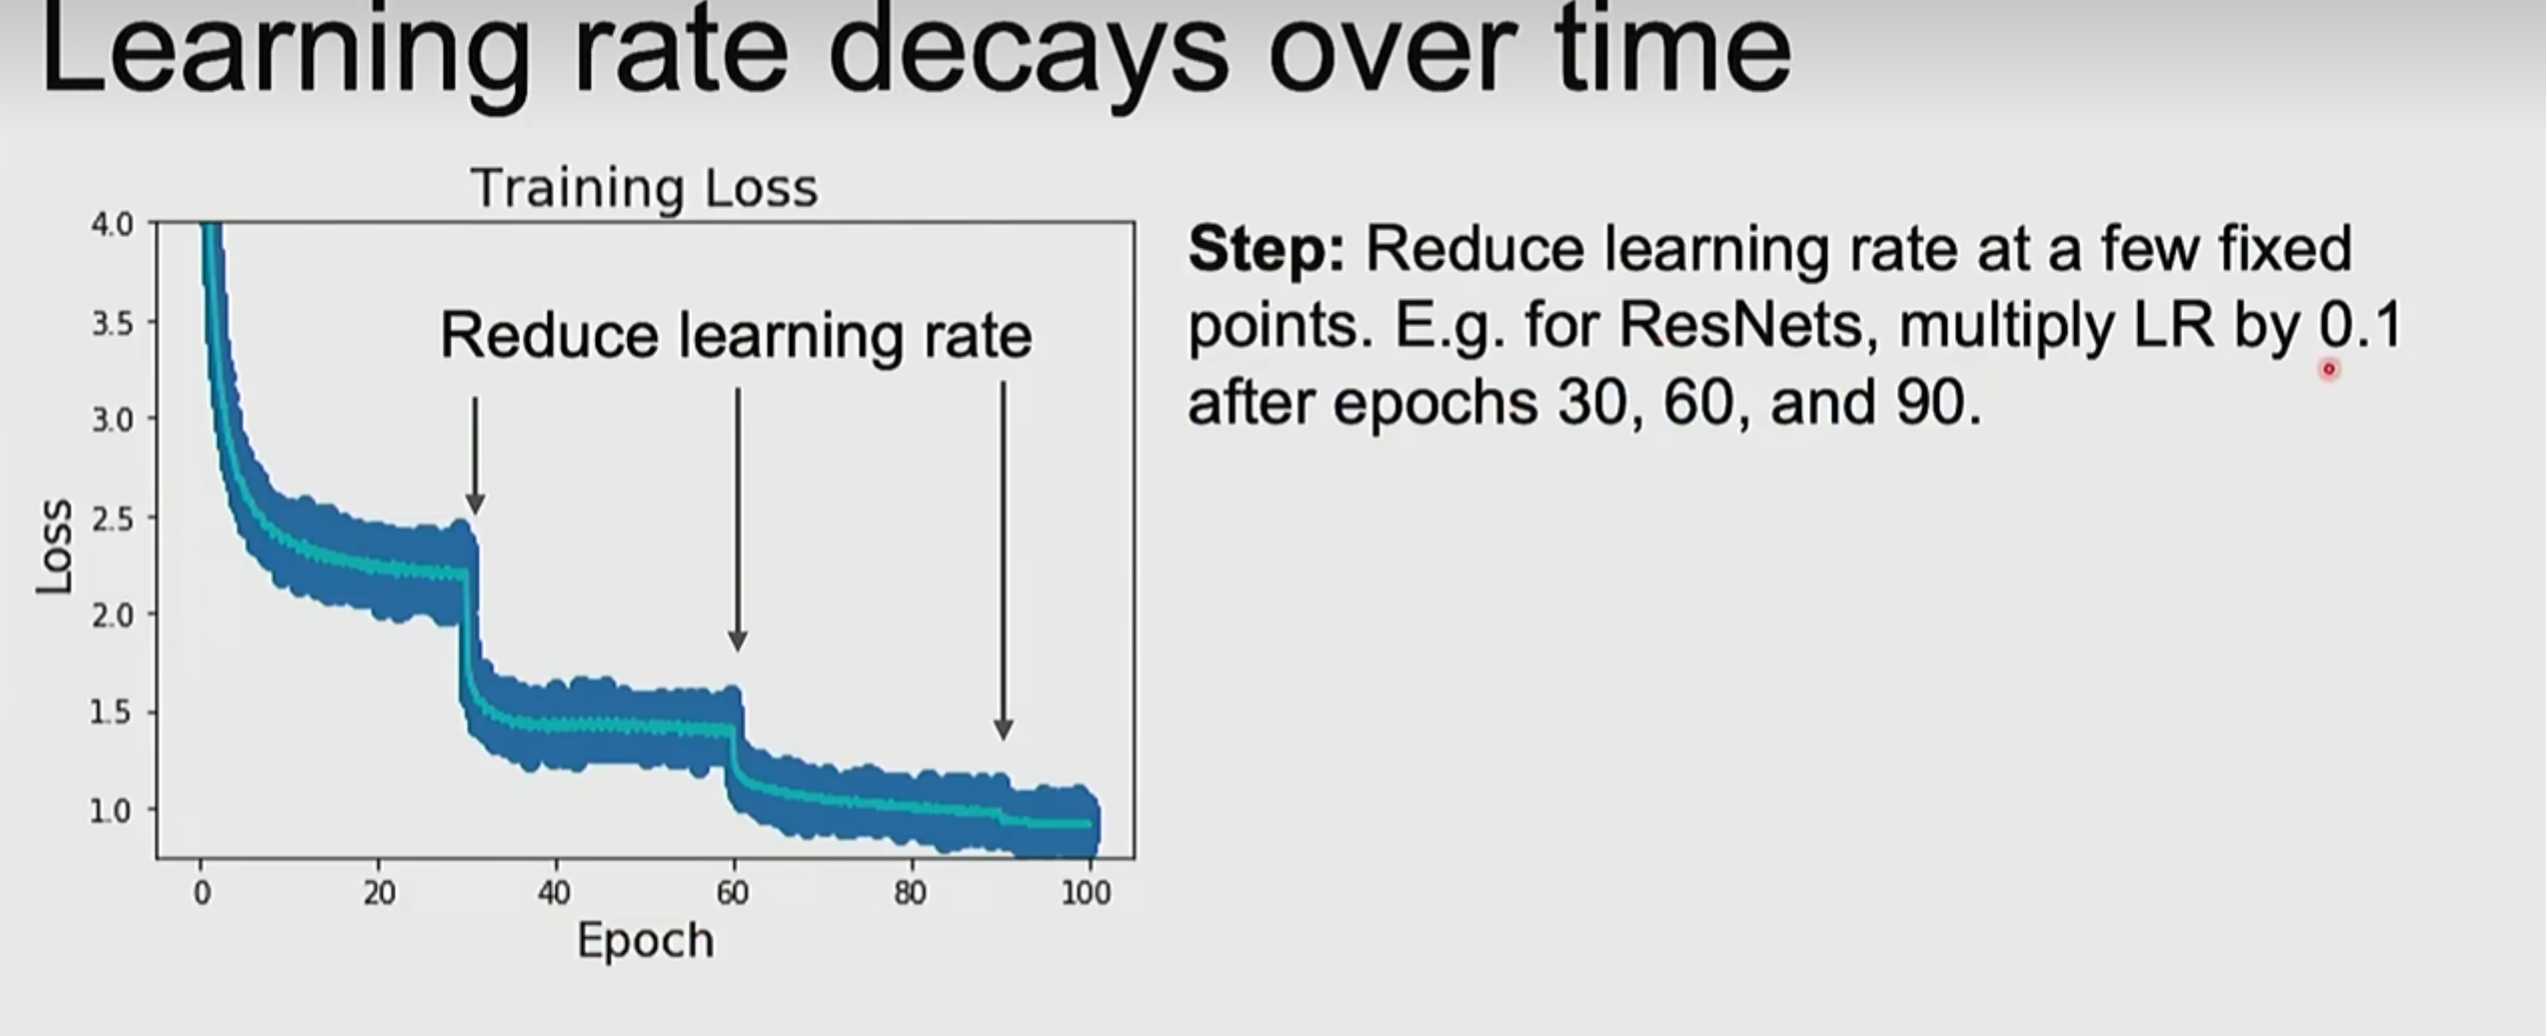 Learning rate decays over time
Training Loss
4.0
3.5
3.0
2.5
2.0
1.5
1.0
Loss
Reduce learning rate
0 20 40 60 80 100
Epoch
Step: Reduce learning rate at a few fixed
points. E.g. for ResNets, multiply LR by 0.1
after epochs 30, 60, and 90.